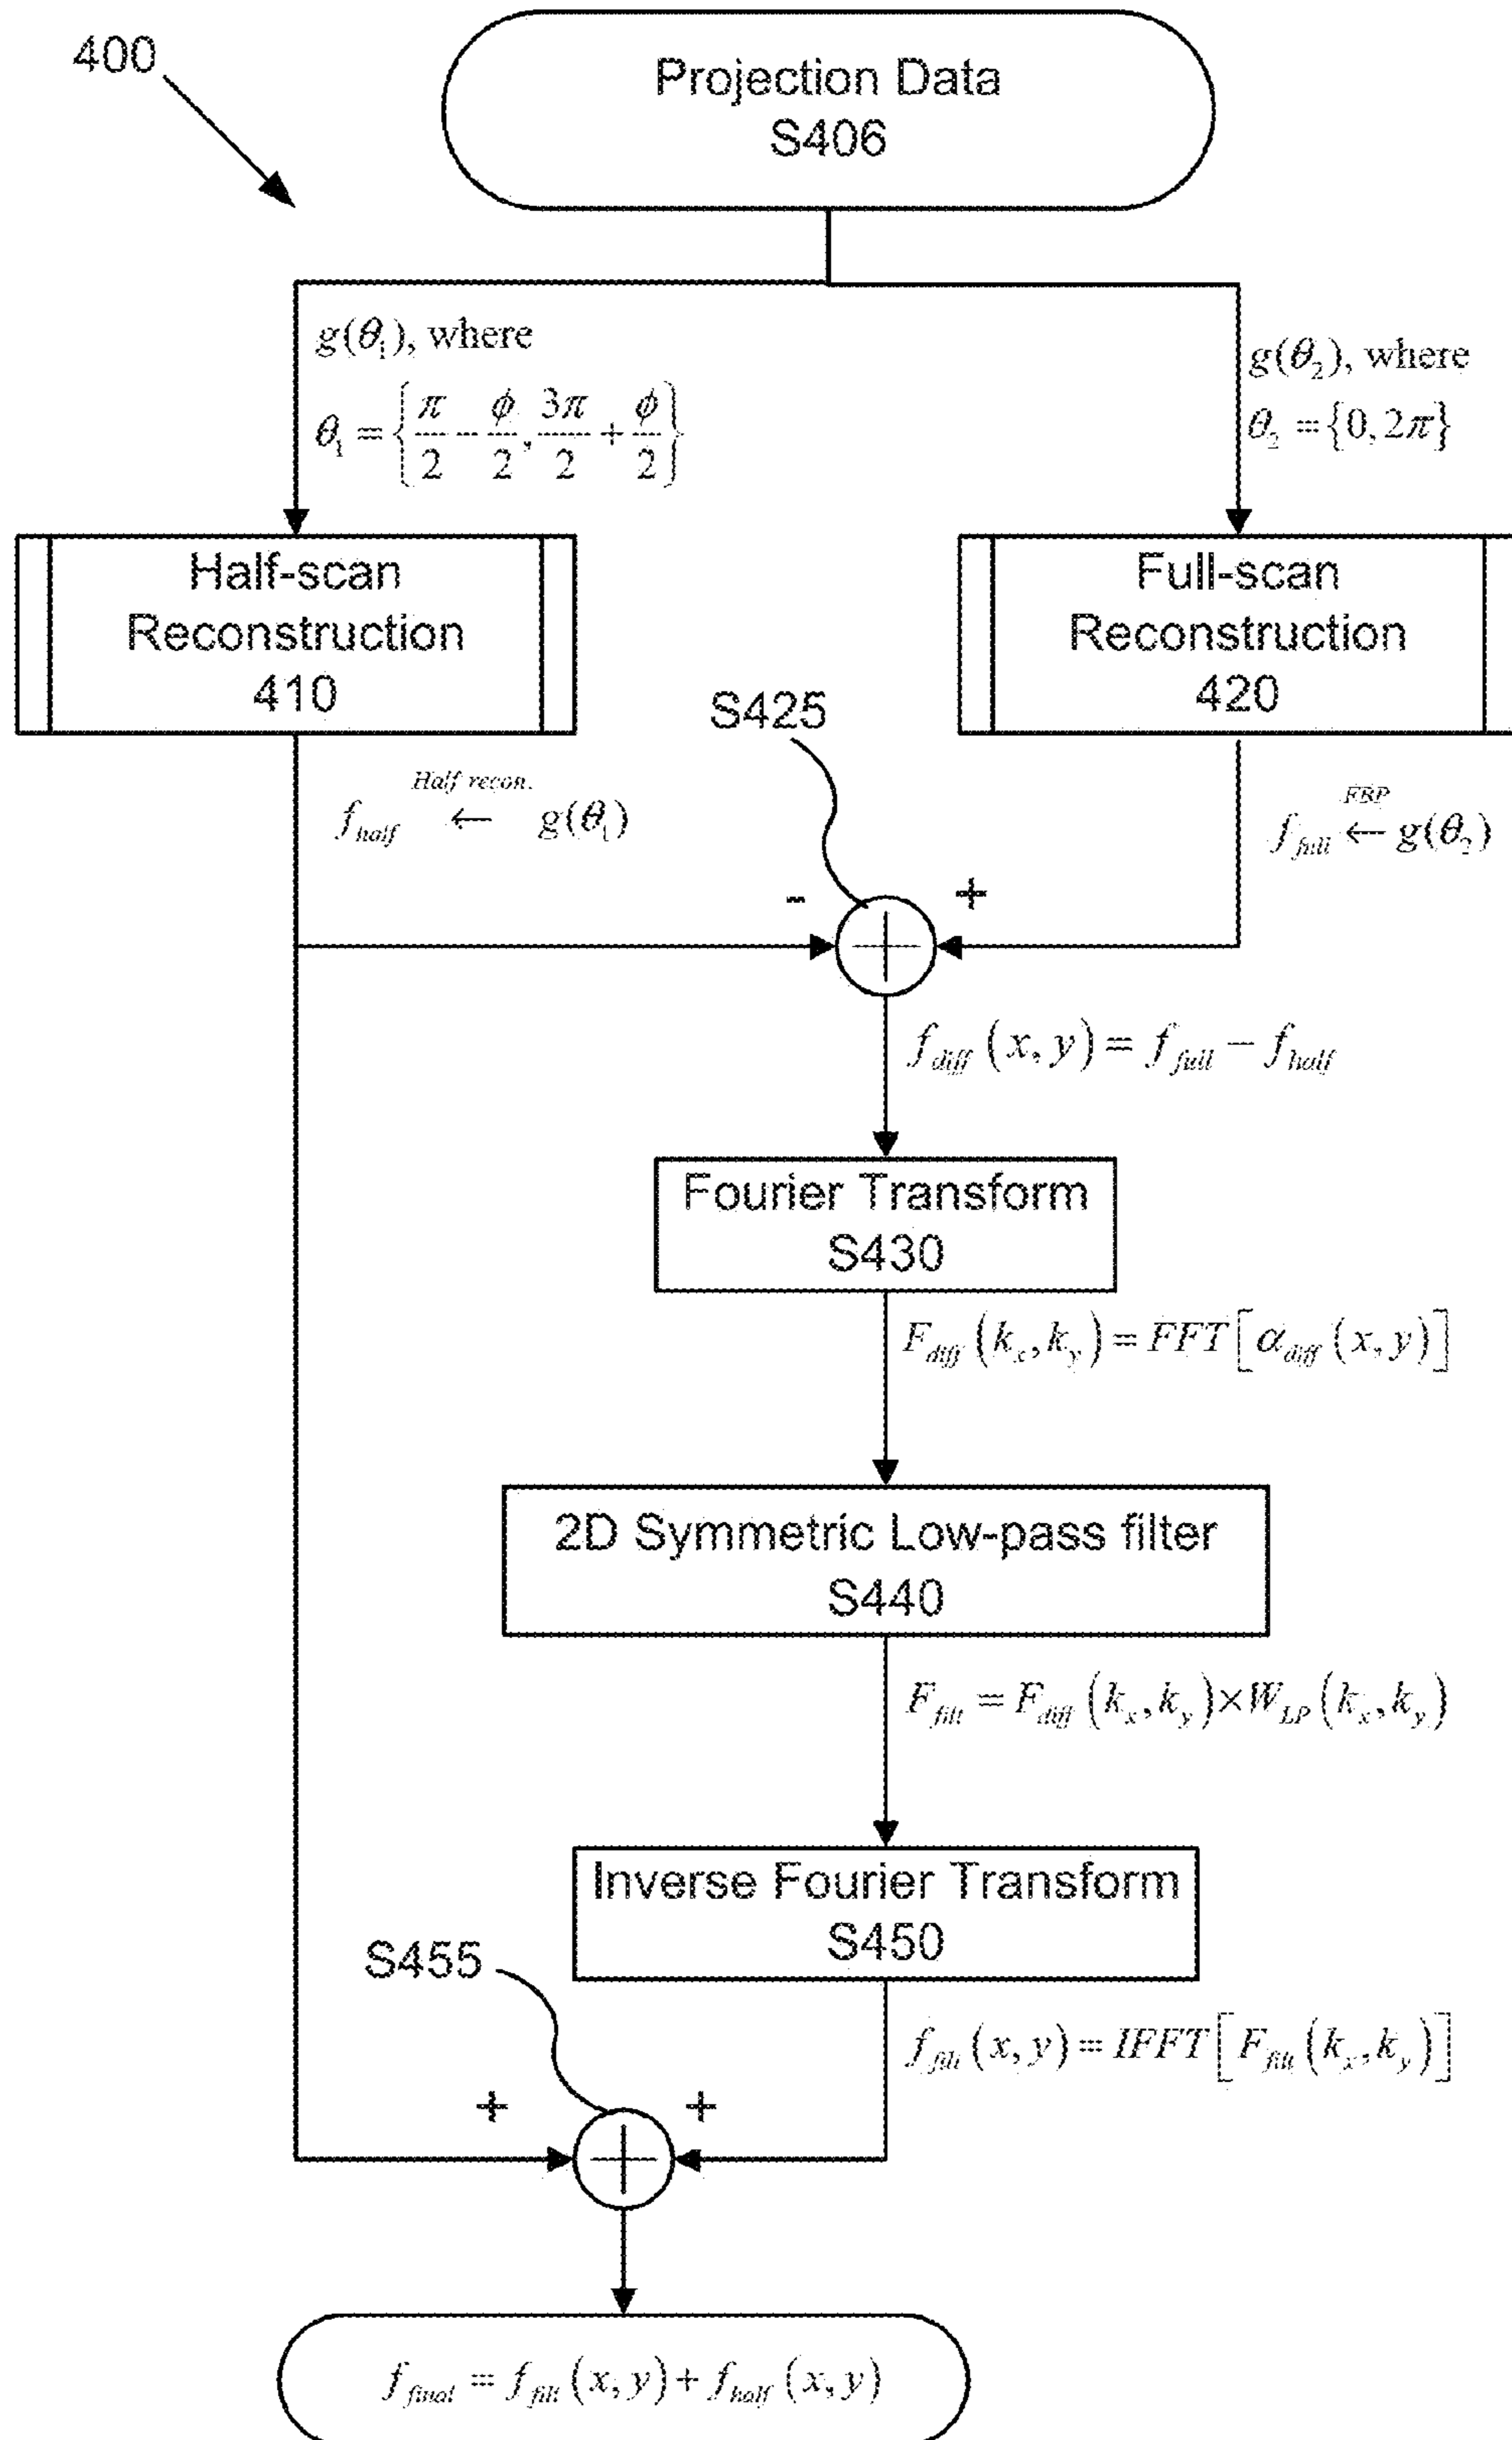 400
Projection Data
S406
g(θ₁), where
θ₁ = {π/2 − ϕ/2, 3π/2 + ϕ/2}
g(θ₂), where
θ₂ = {0, 2π}
Half-scan
Reconstruction
410
Full-scan
Reconstruction
420
S425
Half recon.
f_half ← g(θ₁)
FBP
f_full ← g(θ₂)
- +
f_diff (x, y) = f_full − f_half
Fourier Transform
S430
F_diff (k_x, k_y) = FFT[α_diff (x, y)]
2D Symmetric Low-pass filter
S440
F_filt = F_diff (k_x, k_y) × W_LP (k_x, k_y)
Inverse Fourier Transform
S450
S455
f_filt (x, y) = IFFT[F_filt (k_x, k_y)]
+ +
f_final = f_filt (x, y) + f_half (x, y)